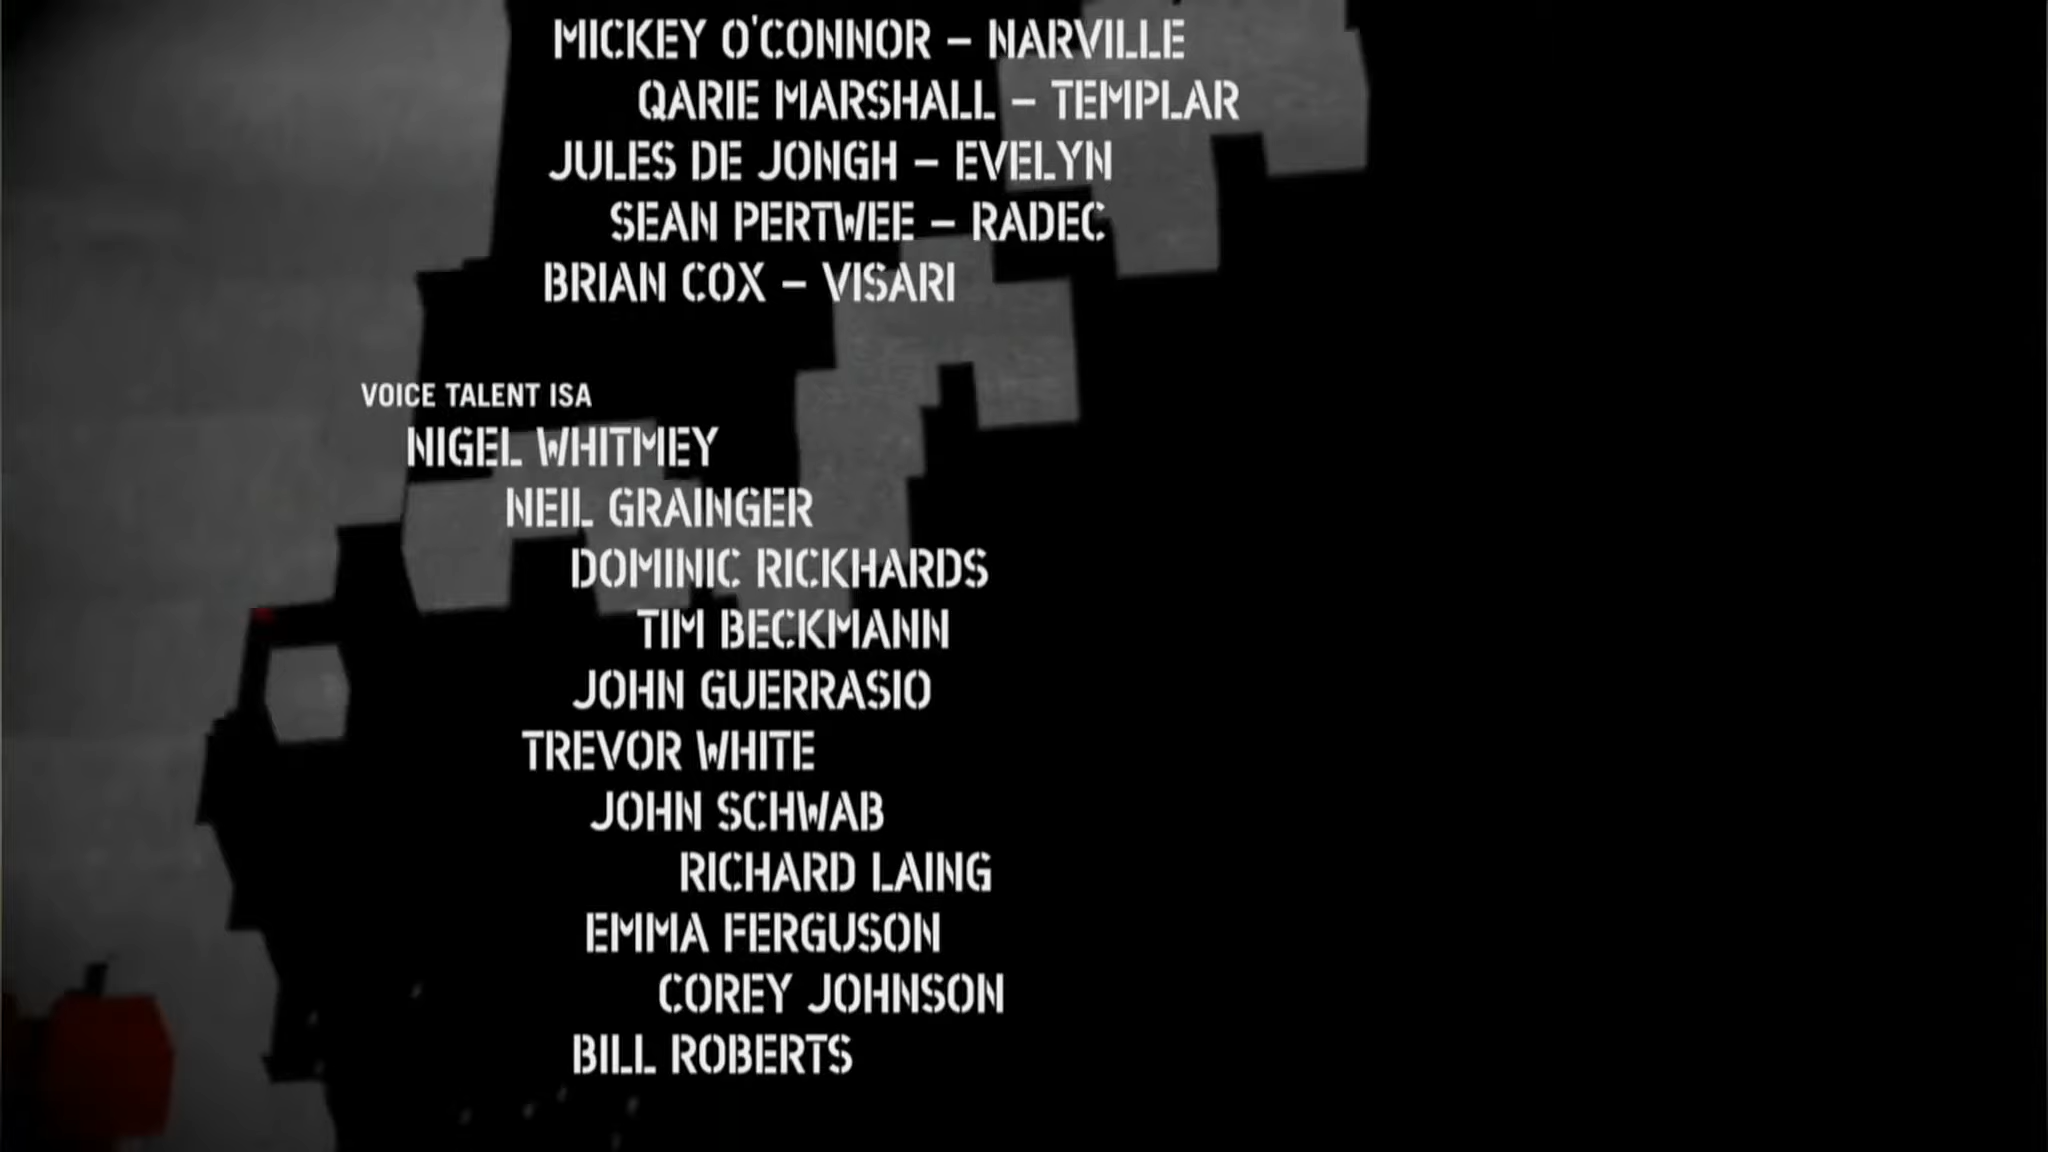 MICKEY O'CONNOR – NARVILLE
QARIE MARSHALL – TEMPLAR
JULES DE JONGH – EVELYN
SEAN PERTWEE – RADEC
BRIAN COX – VISARI
VOICE TALENT ISA
NIGEL WHITMEY
NEIL GRAINGER
DOMINIC RICKHARDS
TIM BECKMANN
JOHN GUERRASIO
TREVOR WHITE
JOHN SCHWAB
RICHARD LAING
EMMA FERGUSON
COREY JOHNSON
BILL ROBERTS